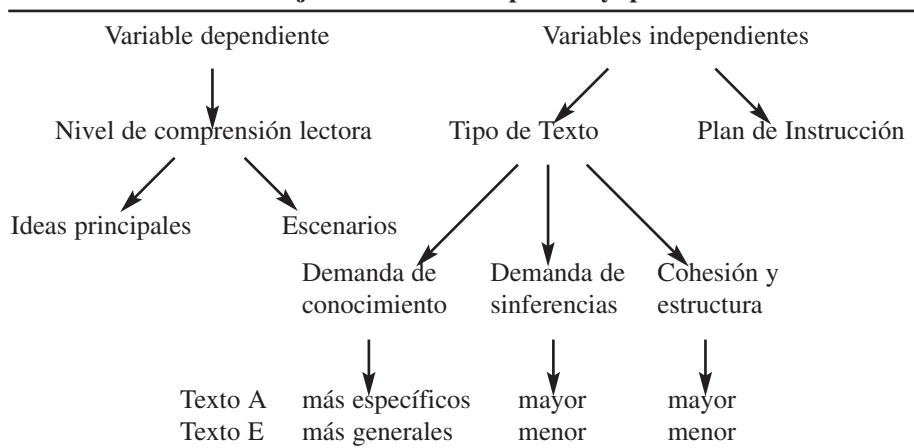 Variable dependiente Variables independientes
Nivel de comprensión lectora Tipo de Texto Plan de Instrucción
Ideas principales Escenarios
Demanda de Demanda de Cohesión y
conocimiento sinferencias estructura
Texto A más específicos mayor mayor
Texto E más generales menor menor